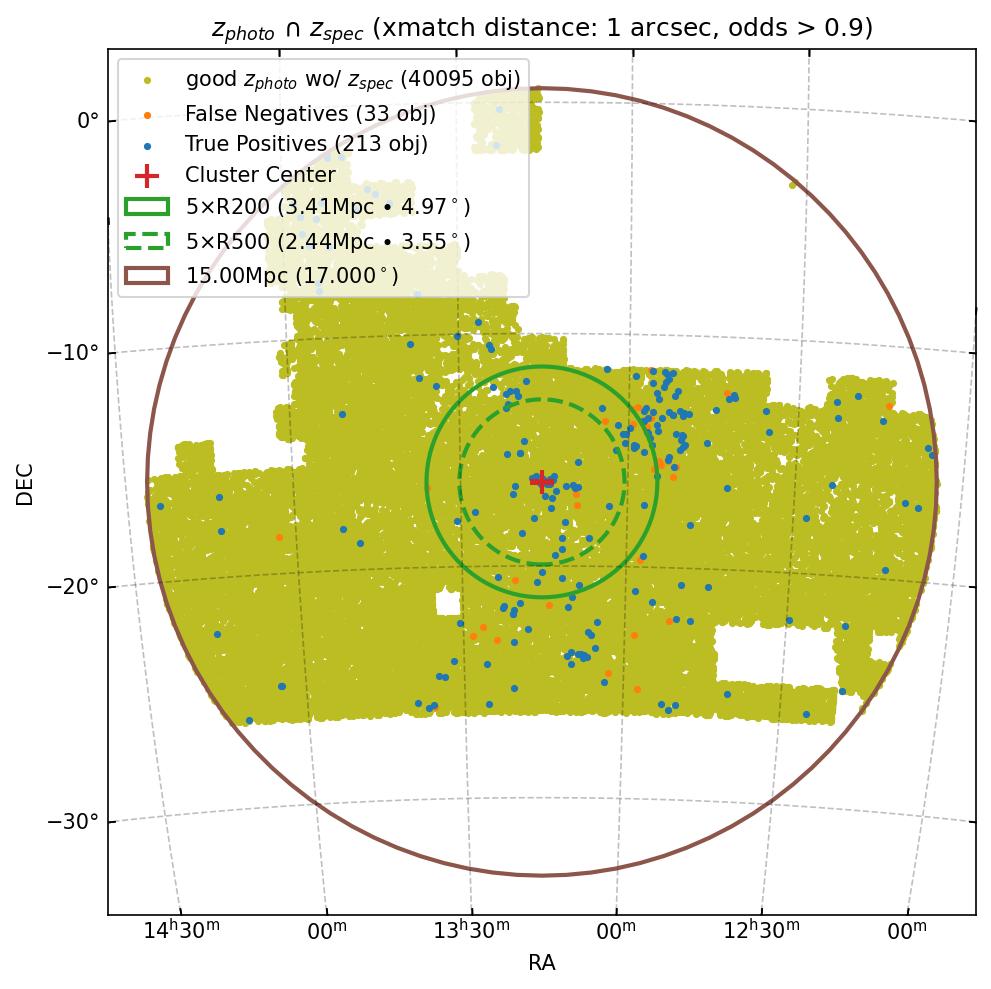 z_photo ∩ z_spec (xmatch distance: 1 arcsec, odds > 0.9)
good z_photo wo/ z_spec (40095 obj)
False Negatives (33 obj)
True Positives (213 obj)
Cluster Center
5×R200 (3.41Mpc • 4.97°)
5×R500 (2.44Mpc • 3.55°)
15.00Mpc (17.000°)
0°
−10°
−20°
−30°
DEC
14h30m 00m 13h30m 00m 12h30m 00m
RA